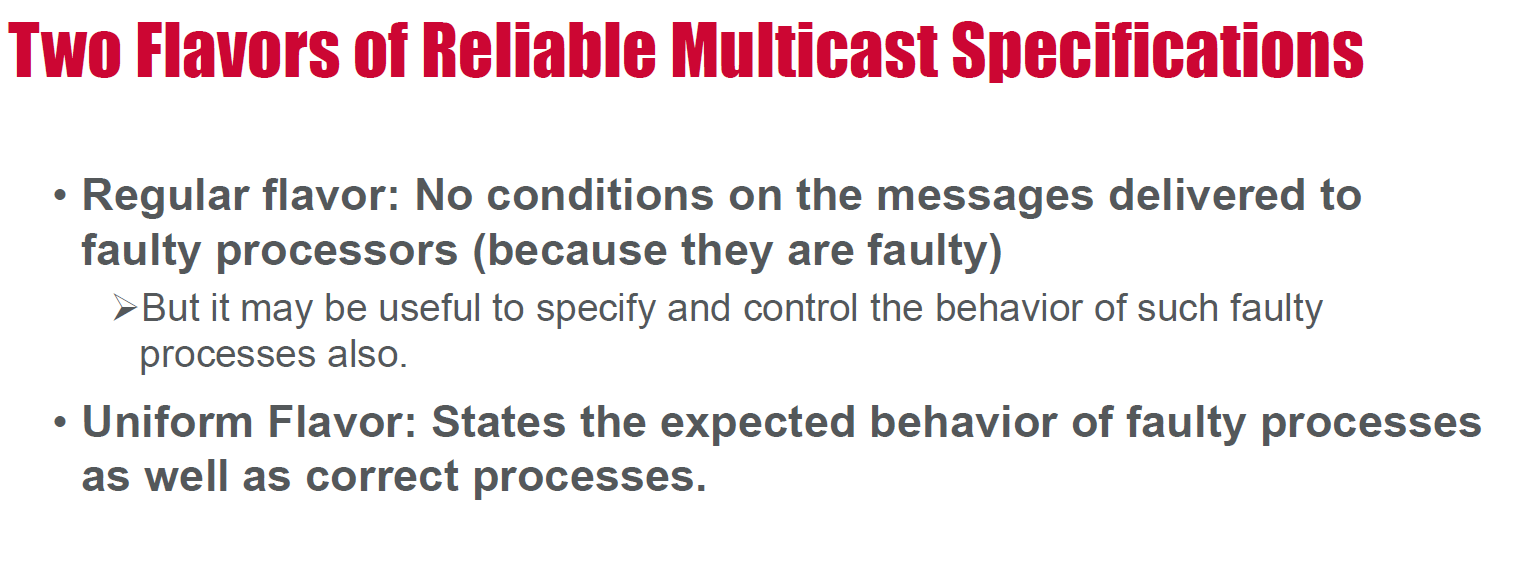 Two Flavors of Reliable Multicast Specifications
• Regular flavor: No conditions on the messages delivered to
faulty processors (because they are faulty)
➢But it may be useful to specify and control the behavior of such faulty
processes also.
• Uniform Flavor: States the expected behavior of faulty processes
as well as correct processes.